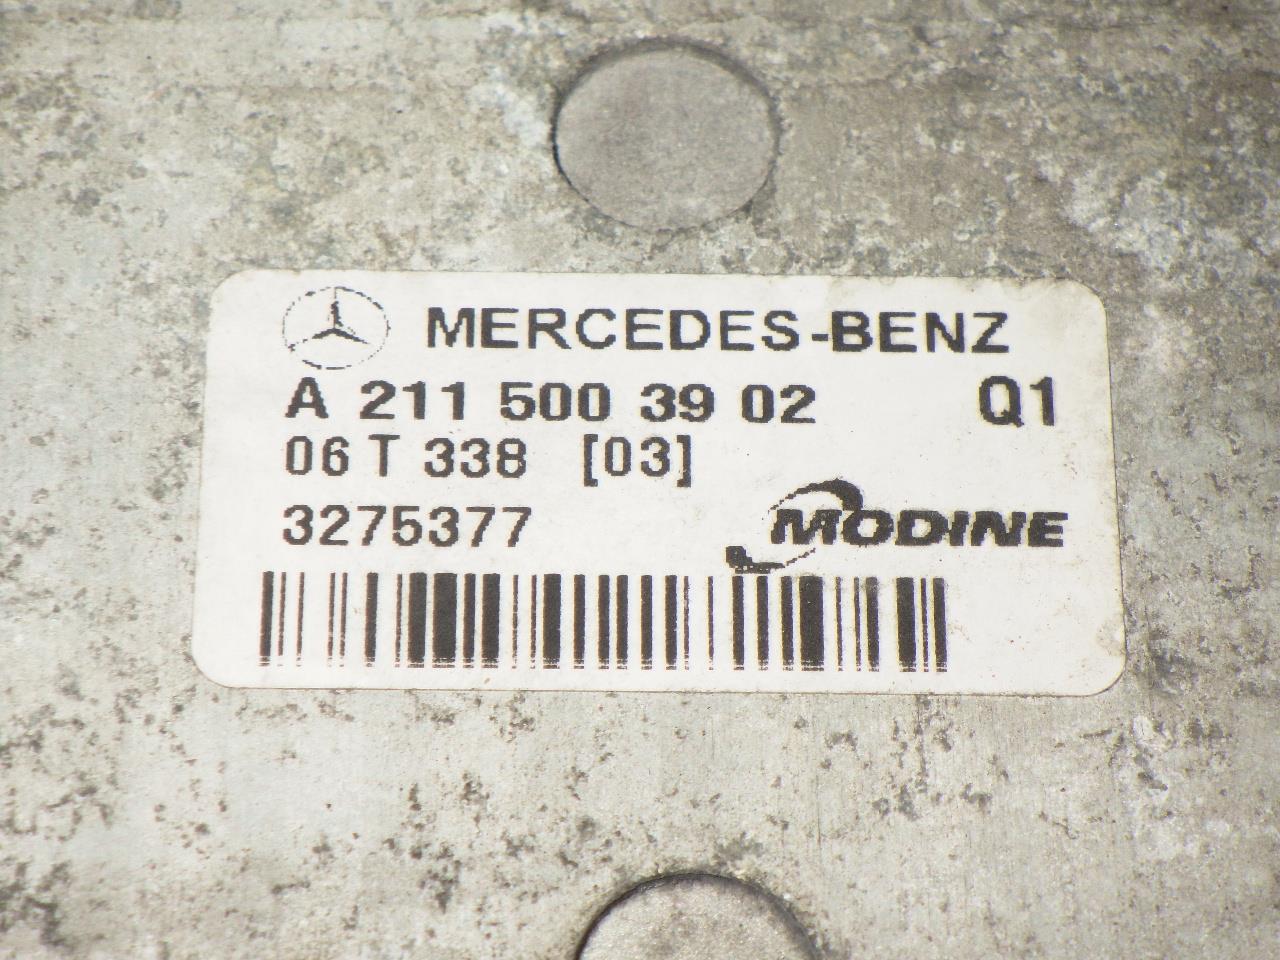 MERCEDES-BENZ
A 211 500 39 02 Q1
06 T 338 [03]
3275377
MODINE